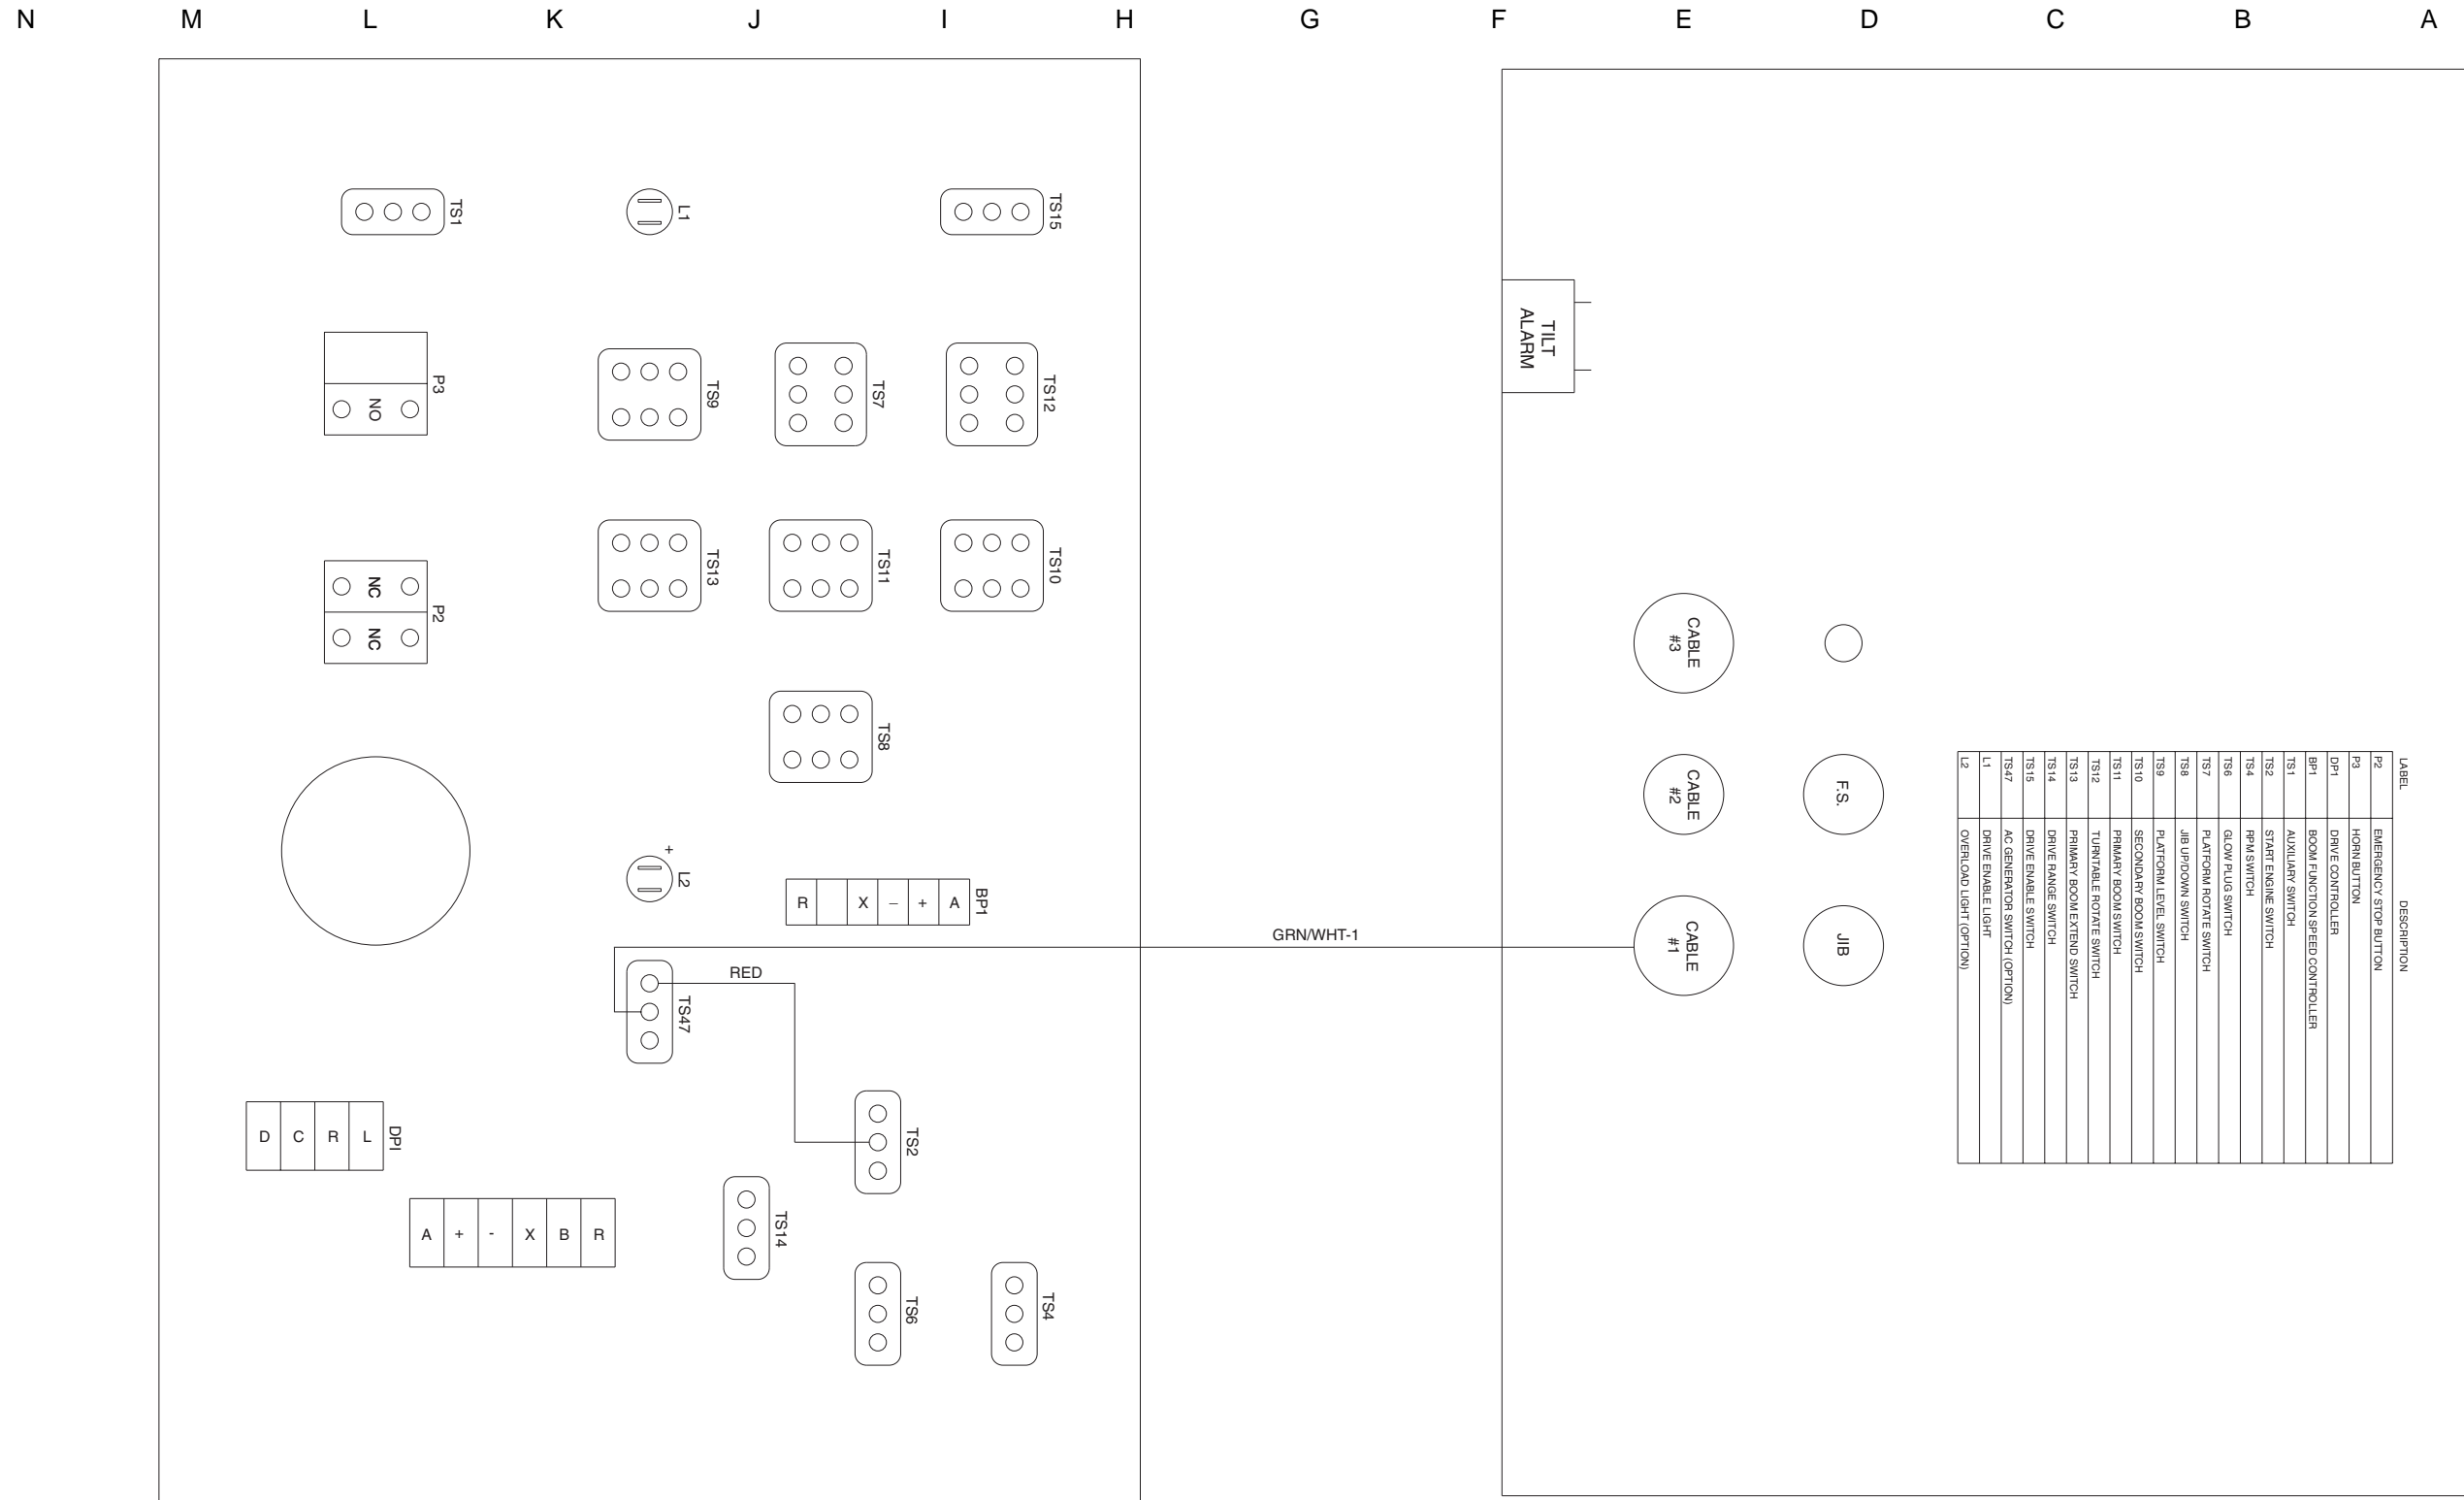 N M L K J I H G F E D C B A
TS1
L1
TS15
P3
NO
TS9
TS7
TS12
TILT
ALARM
NC
NC
P2
TS13
TS11
TS10
TS8
CABLE
#3
+
L2
R X – + A
BP1
CABLE
#2
F.S.
GRN/WHT-1
CABLE
#1
JIB
RED
TS47
TS2
D C R L
DPI
A + - X B R
TS14
TS6
TS4
LABEL DESCRIPTION
P2 EMERGENCY STOP BUTTON
P3 HORN BUTTON
DP1 DRIVE CONTROLLER
BP1 BOOM FUNCTION SPEED CONTROLLER
TS1 AUXILIARY SWITCH
TS2 START ENGINE SWITCH
TS4 RPM SWITCH
TS6 GLOW PLUG SWITCH
TS7 PLATFORM ROTATE SWITCH
TS8 JIB UP/DOWN SWITCH
TS9 PLATFORM LEVEL SWITCH
TS10 SECONDARY BOOM SWITCH
TS11 PRIMARY BOOM SWITCH
TS12 TURNTABLE ROTATE SWITCH
TS13 PRIMARY BOOM EXTEND SWITCH
TS14 DRIVE RANGE SWITCH
TS15 DRIVE ENABLE SWITCH
TS47 AC GENERATOR SWITCH (OPTION)
L1 DRIVE ENABLE LIGHT
L2 OVERLOAD LIGHT (OPTION)